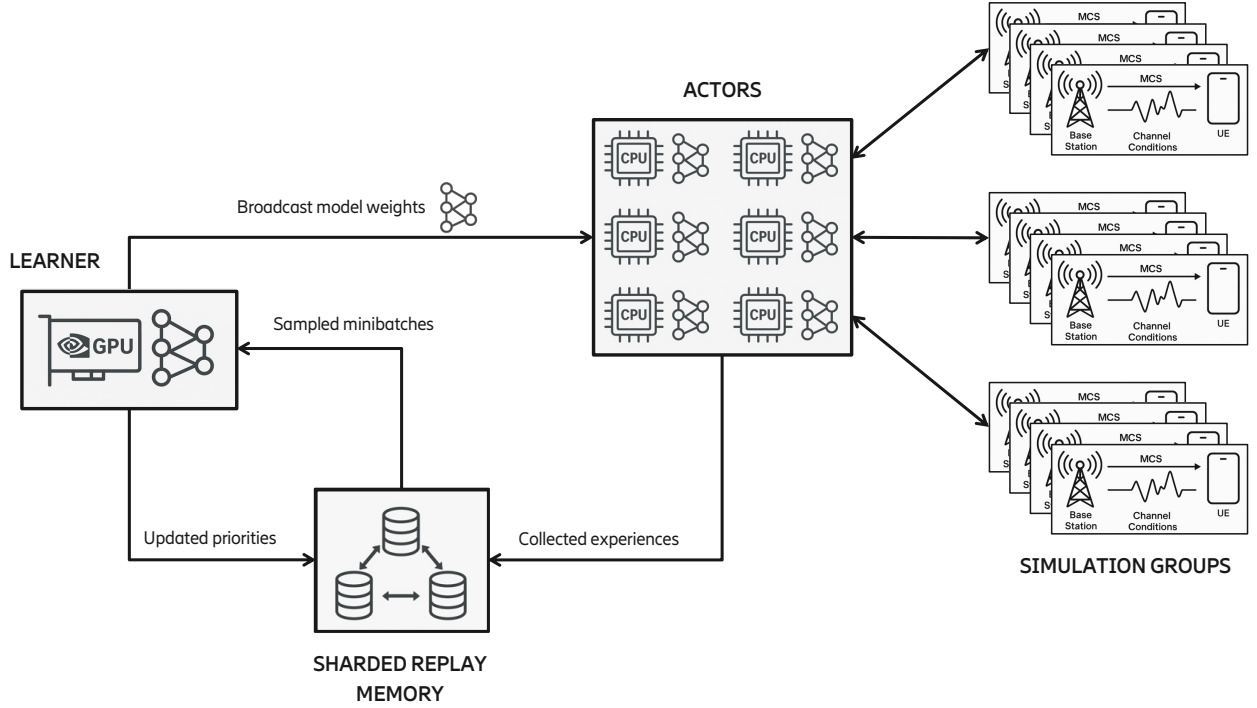 MCS
MCS
MCS
MCS
Base
Station
Channel
Conditions
UE
ACTORS
CPU
CPU
Broadcast model weights
CPU
CPU
MCS
MCS
MCS
MCS
Base
Station
Channel
Conditions
UE
LEARNER
GPU
Sampled minibatches
CPU
CPU
MCS
MCS
MCS
MCS
Base
Station
Channel
Conditions
UE
Updated priorities
Collected experiences
SIMULATION GROUPS
SHARDED REPLAY
MEMORY